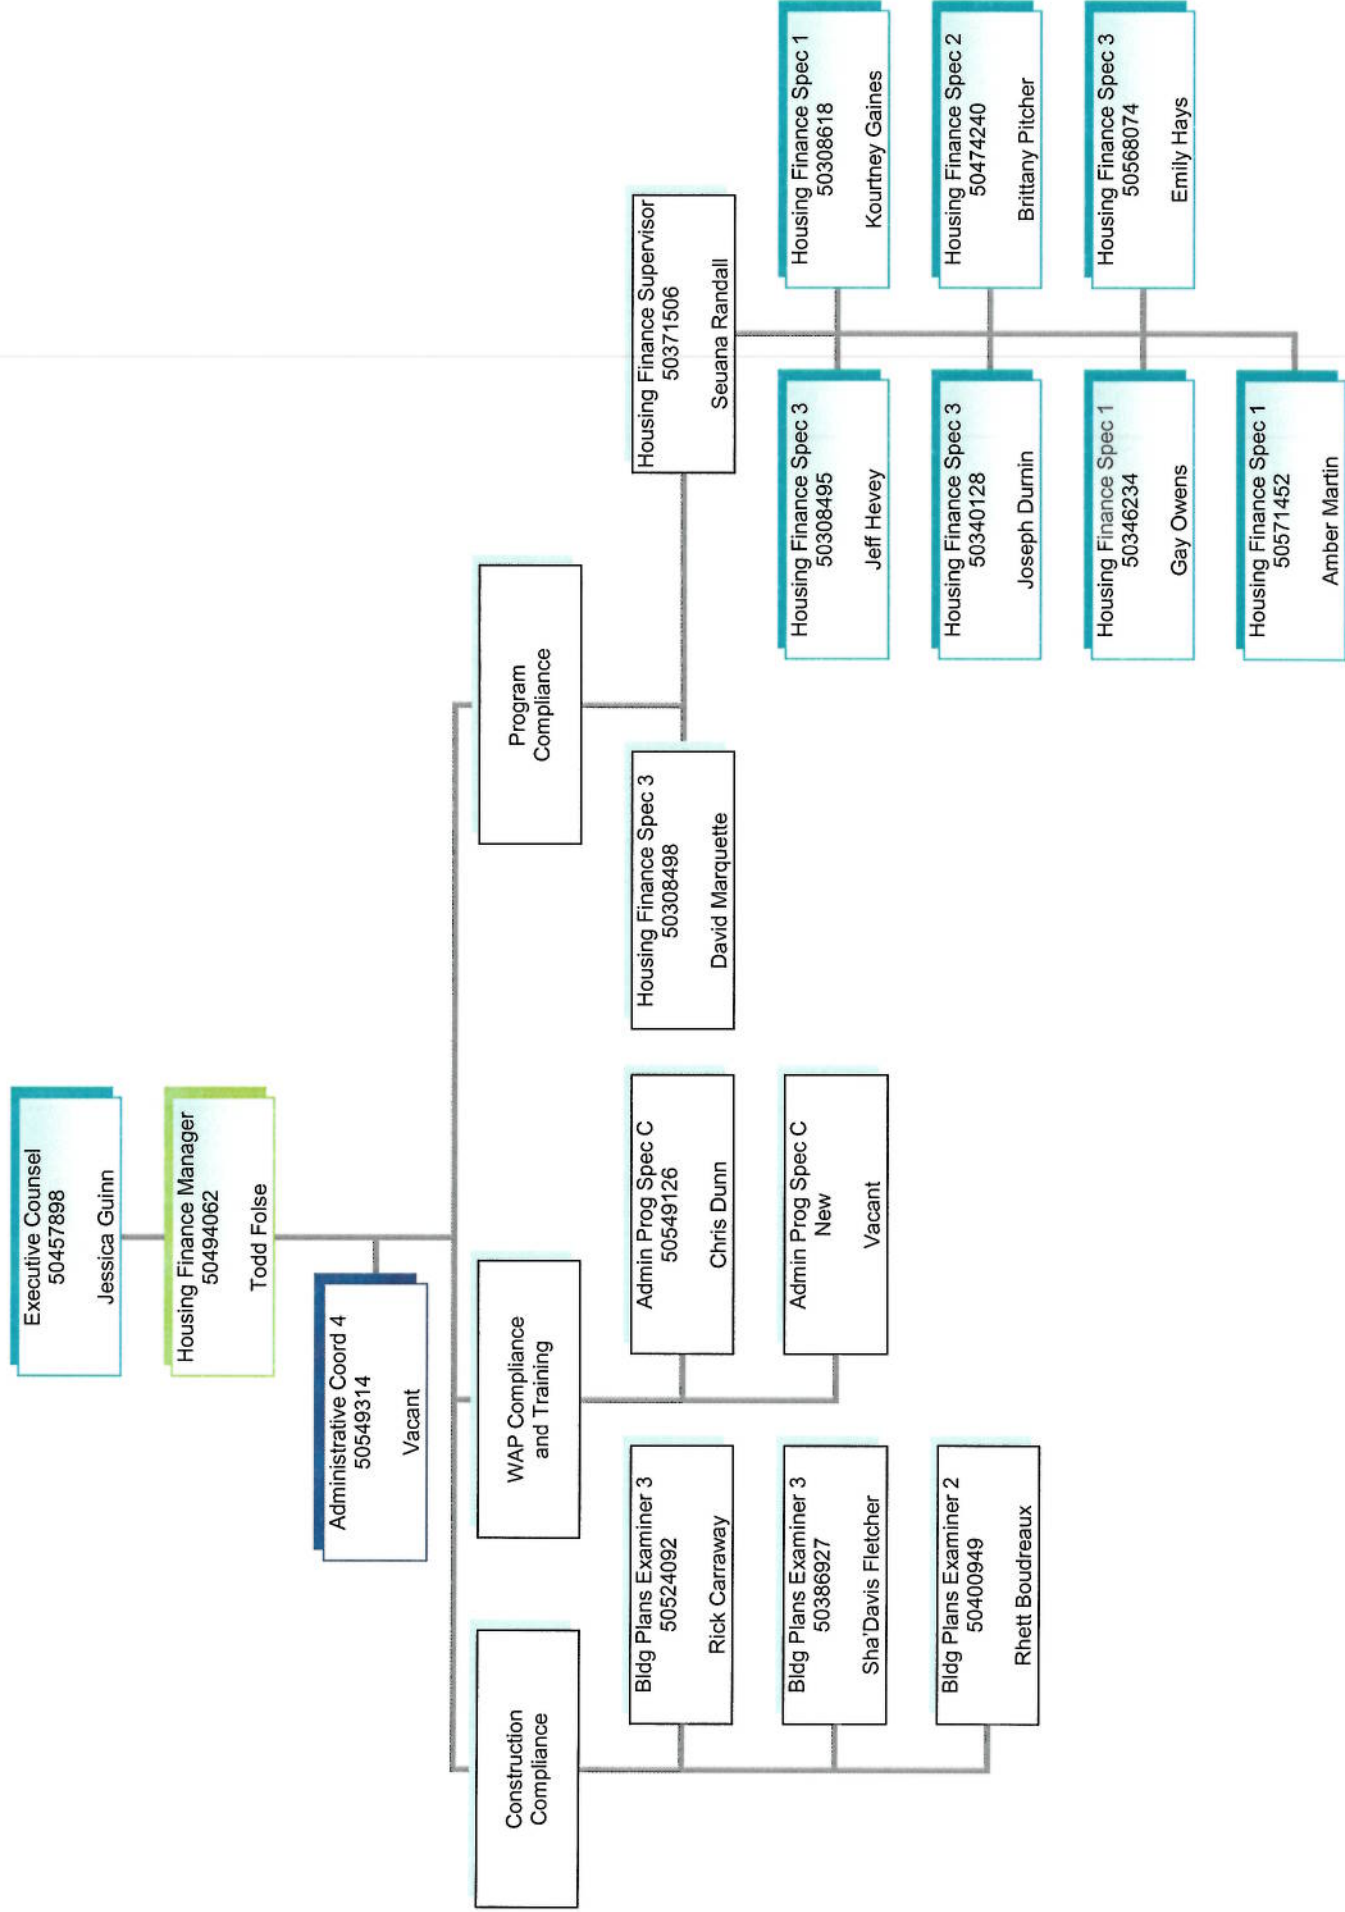 Executive Counsel
50457898
Jessica Guinn
Housing Finance Manager
50494062
Todd Folse
Administrative Coord 4
50549314
Vacant
Construction
Compliance
WAP Compliance
and Training
Program
Compliance
Bldg Plans Examiner 3
50524092
Rick Carraway
Bldg Plans Examiner 3
50386927
Sha'Davis Fletcher
Bldg Plans Examiner 2
50400949
Rhett Boudreaux
Admin Prog Spec C
50549126
Chris Dunn
Admin Prog Spec C
New
Vacant
Housing Finance Spec 3
50308498
David Marquette
Housing Finance Supervisor
50371506
Seuana Randall
Housing Finance Spec 3
50308495
Jeff Hevey
Housing Finance Spec 1
50308618
Kourtney Gaines
Housing Finance Spec 3
50340128
Joseph Durnin
Housing Finance Spec 2
50474240
Brittany Pitcher
Housing Finance Spec 1
50346234
Gay Owens
Housing Finance Spec 3
50568074
Emily Hays
Housing Finance Spec 1
50571452
Amber Martin